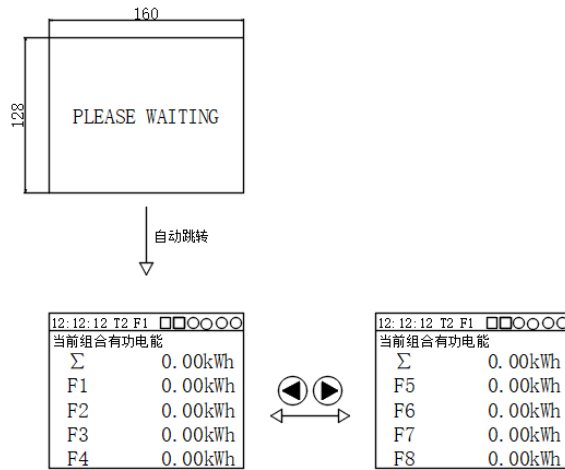 160
128
PLEASE WAITING
自动跳转
12:12:12 T2 F1
当前组合有功电能
Σ 0.00kWh
F1 0.00kWh
F2 0.00kWh
F3 0.00kWh
F4 0.00kWh
12:12:12 T2 F1
当前组合有功电能
Σ 0.00kWh
F5 0.00kWh
F6 0.00kWh
F7 0.00kWh
F8 0.00kWh